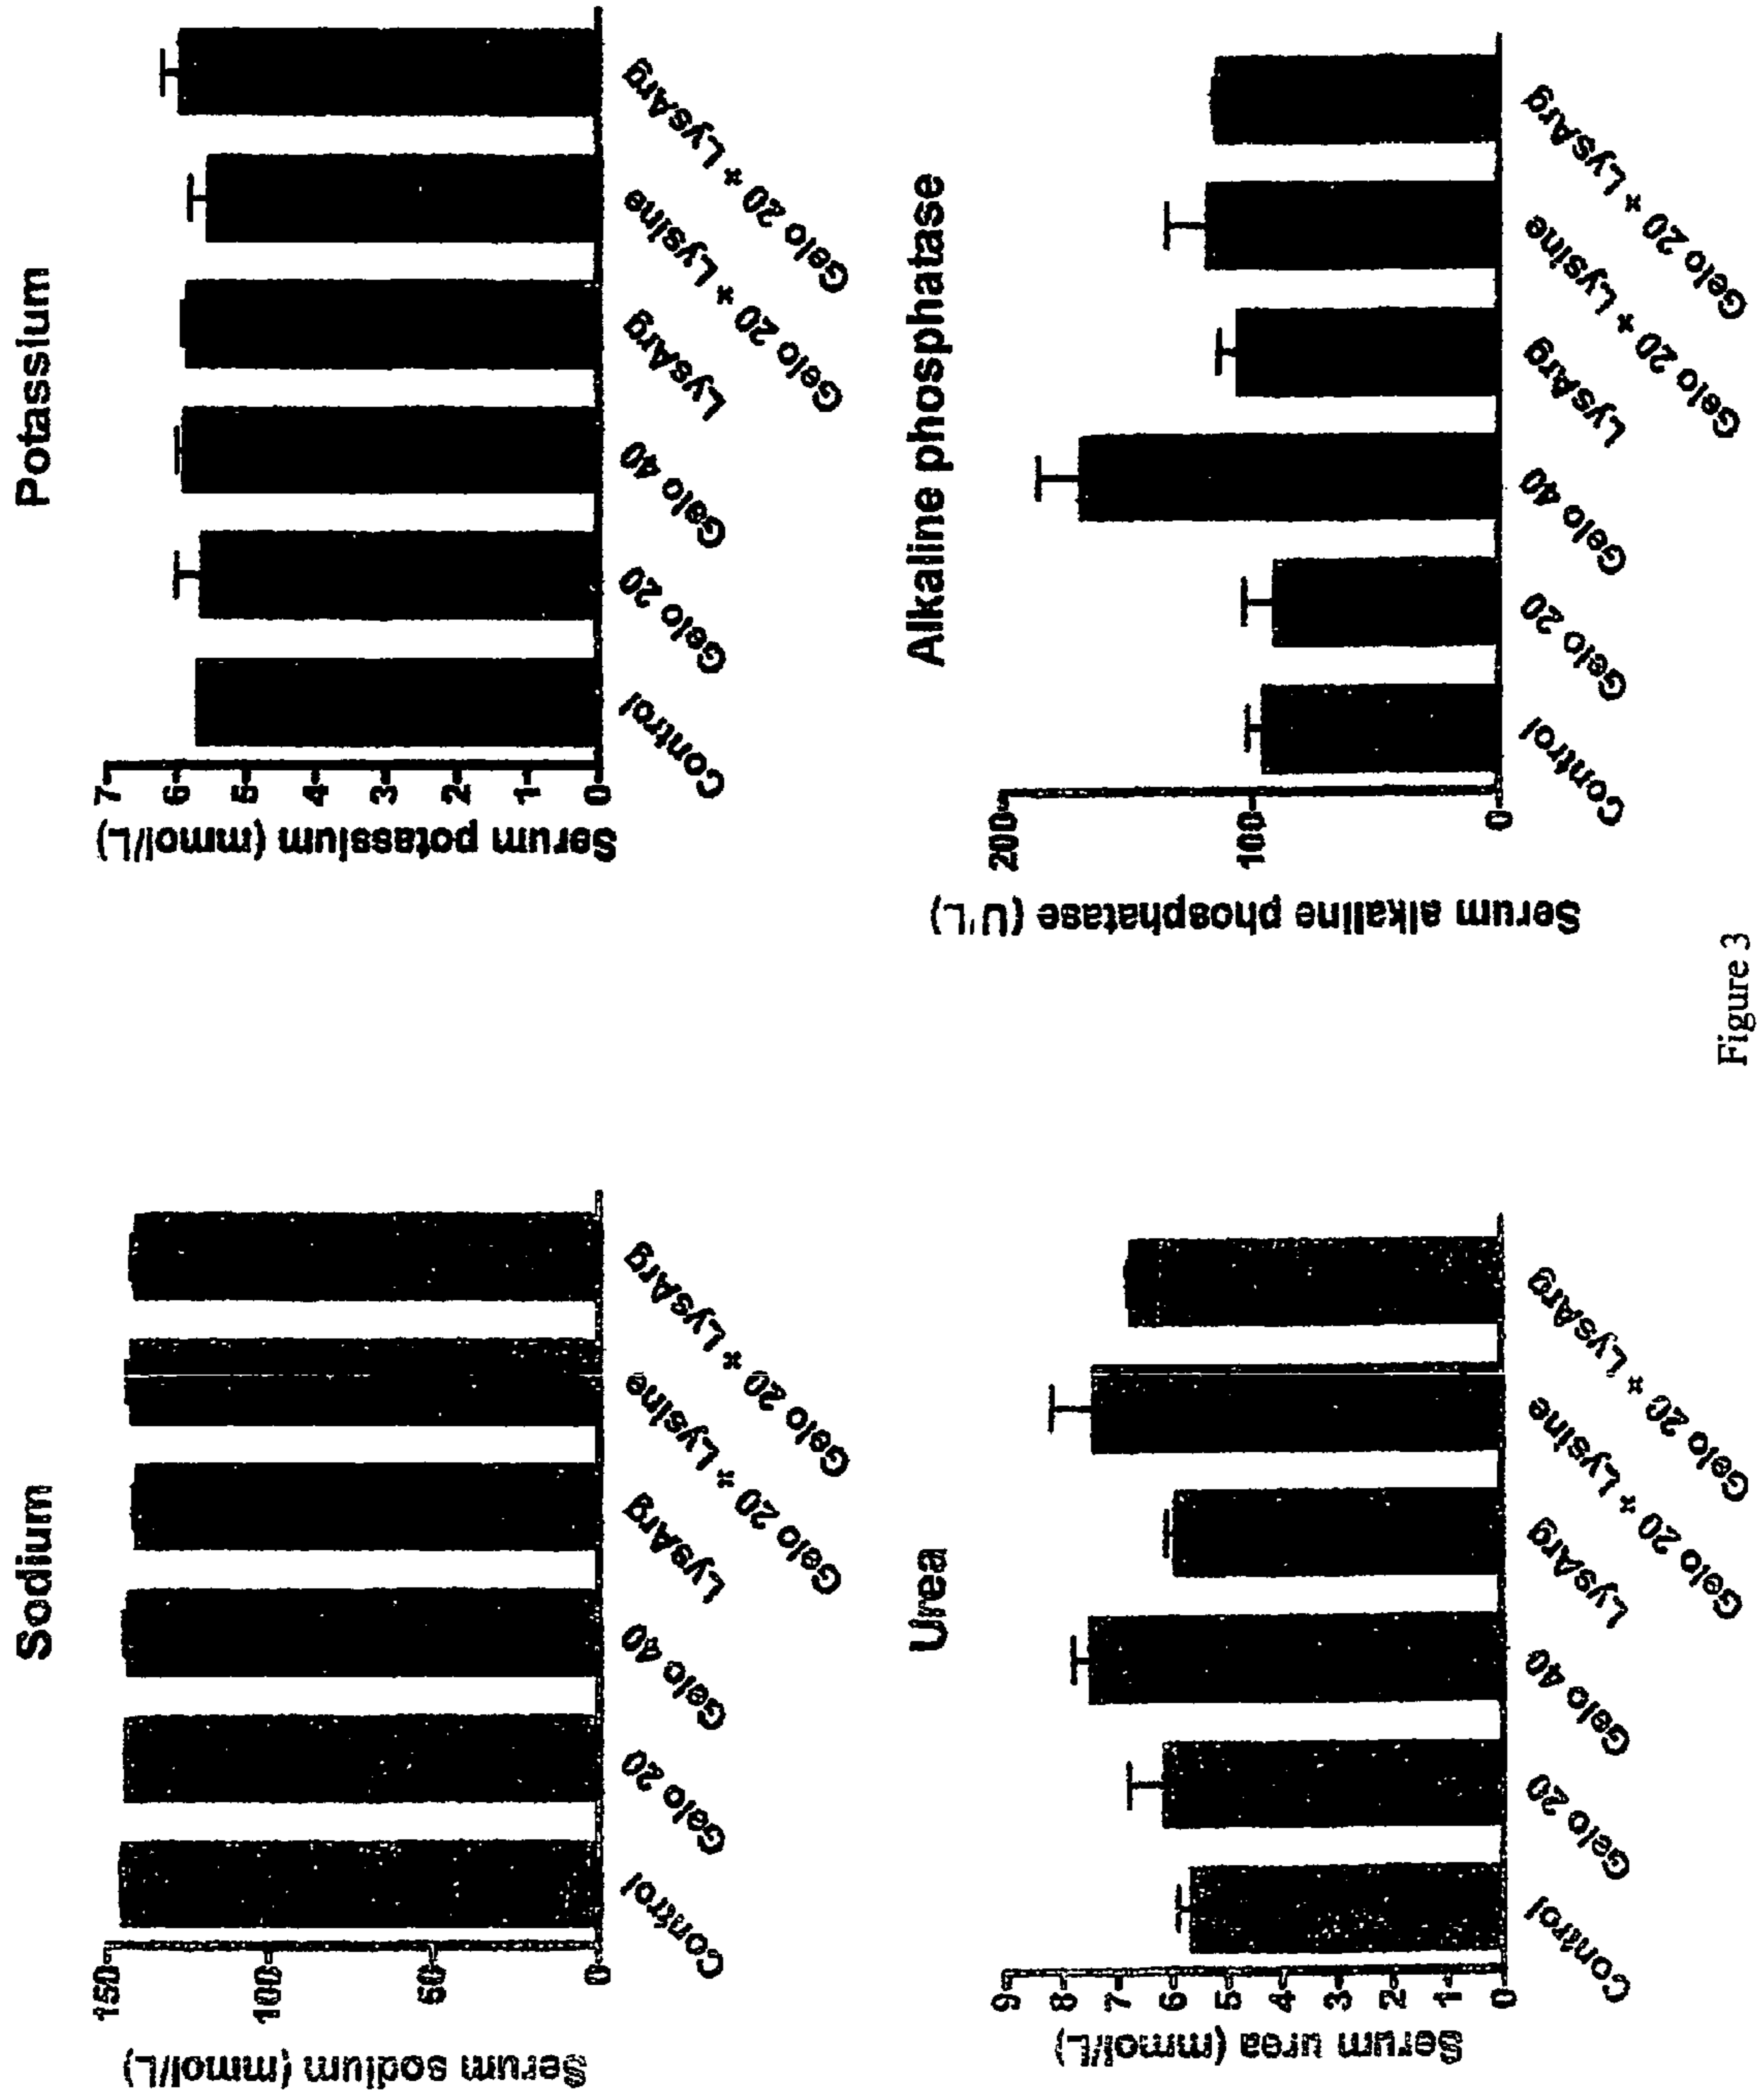 Sodium
Serum sodium (mmol/L)
150
100
50
0
Control
Gelo 20
Gelo 40
LysArg
Gelo 20 + Lysine
Gelo 20 + LysArg
Potassium
Serum potassium (mmol/L)
7
6
5
4
3
2
1
0
Control
Gelo 20
Gelo 40
LysArg
Gelo 20 + Lysine
Gelo 20 + LysArg
Urea
Serum urea (mmol/L)
9
8
7
6
5
4
3
2
1
0
Control
Gelo 20
Gelo 40
LysArg
Gelo 20 + Lysine
Gelo 20 + LysArg
Alkaline phosphatase
Serum alkaline phosphatase (U/L)
200
100
0
Control
Gelo 20
Gelo 40
LysArg
Gelo 20 + Lysine
Gelo 20 + LysArg
Figure 3